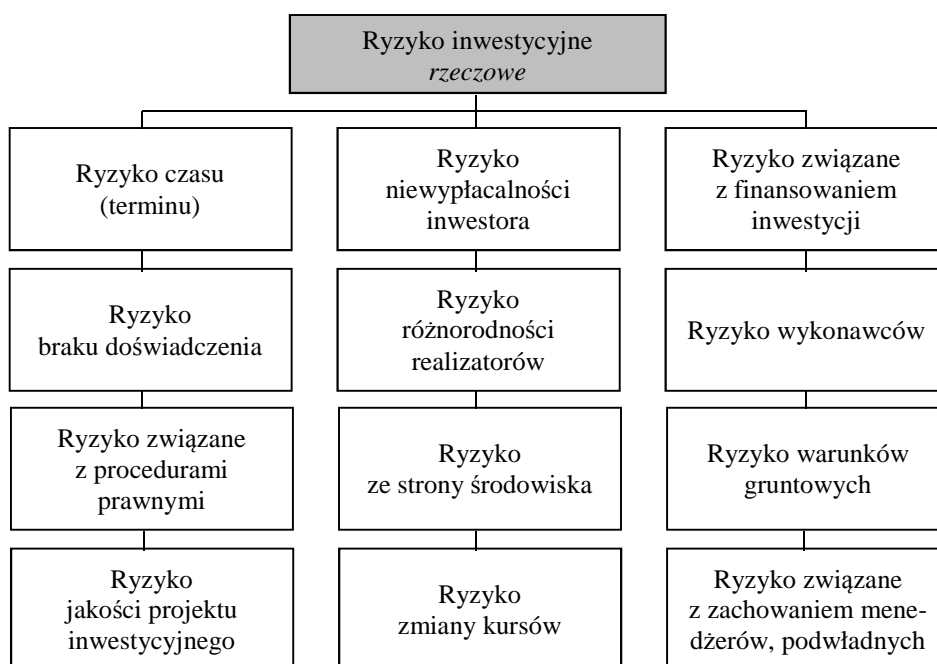 Ryzyko inwestycyjne
rzeczowe
Ryzyko czasu
(terminu)
Ryzyko
niewypłacalności
inwestora
Ryzyko związane
z finansowaniem
inwestycji
Ryzyko
braku doświadczenia
Ryzyko
różnorodności
realizatorów
Ryzyko wykonawców
Ryzyko związane
z procedurami
prawnymi
Ryzyko
ze strony środowiska
Ryzyko warunków
gruntowych
Ryzyko
jakości projektu
inwestycyjnego
Ryzyko
zmiany kursów
Ryzyko związane
z zachowaniem mene-
dżerów, podwładnych